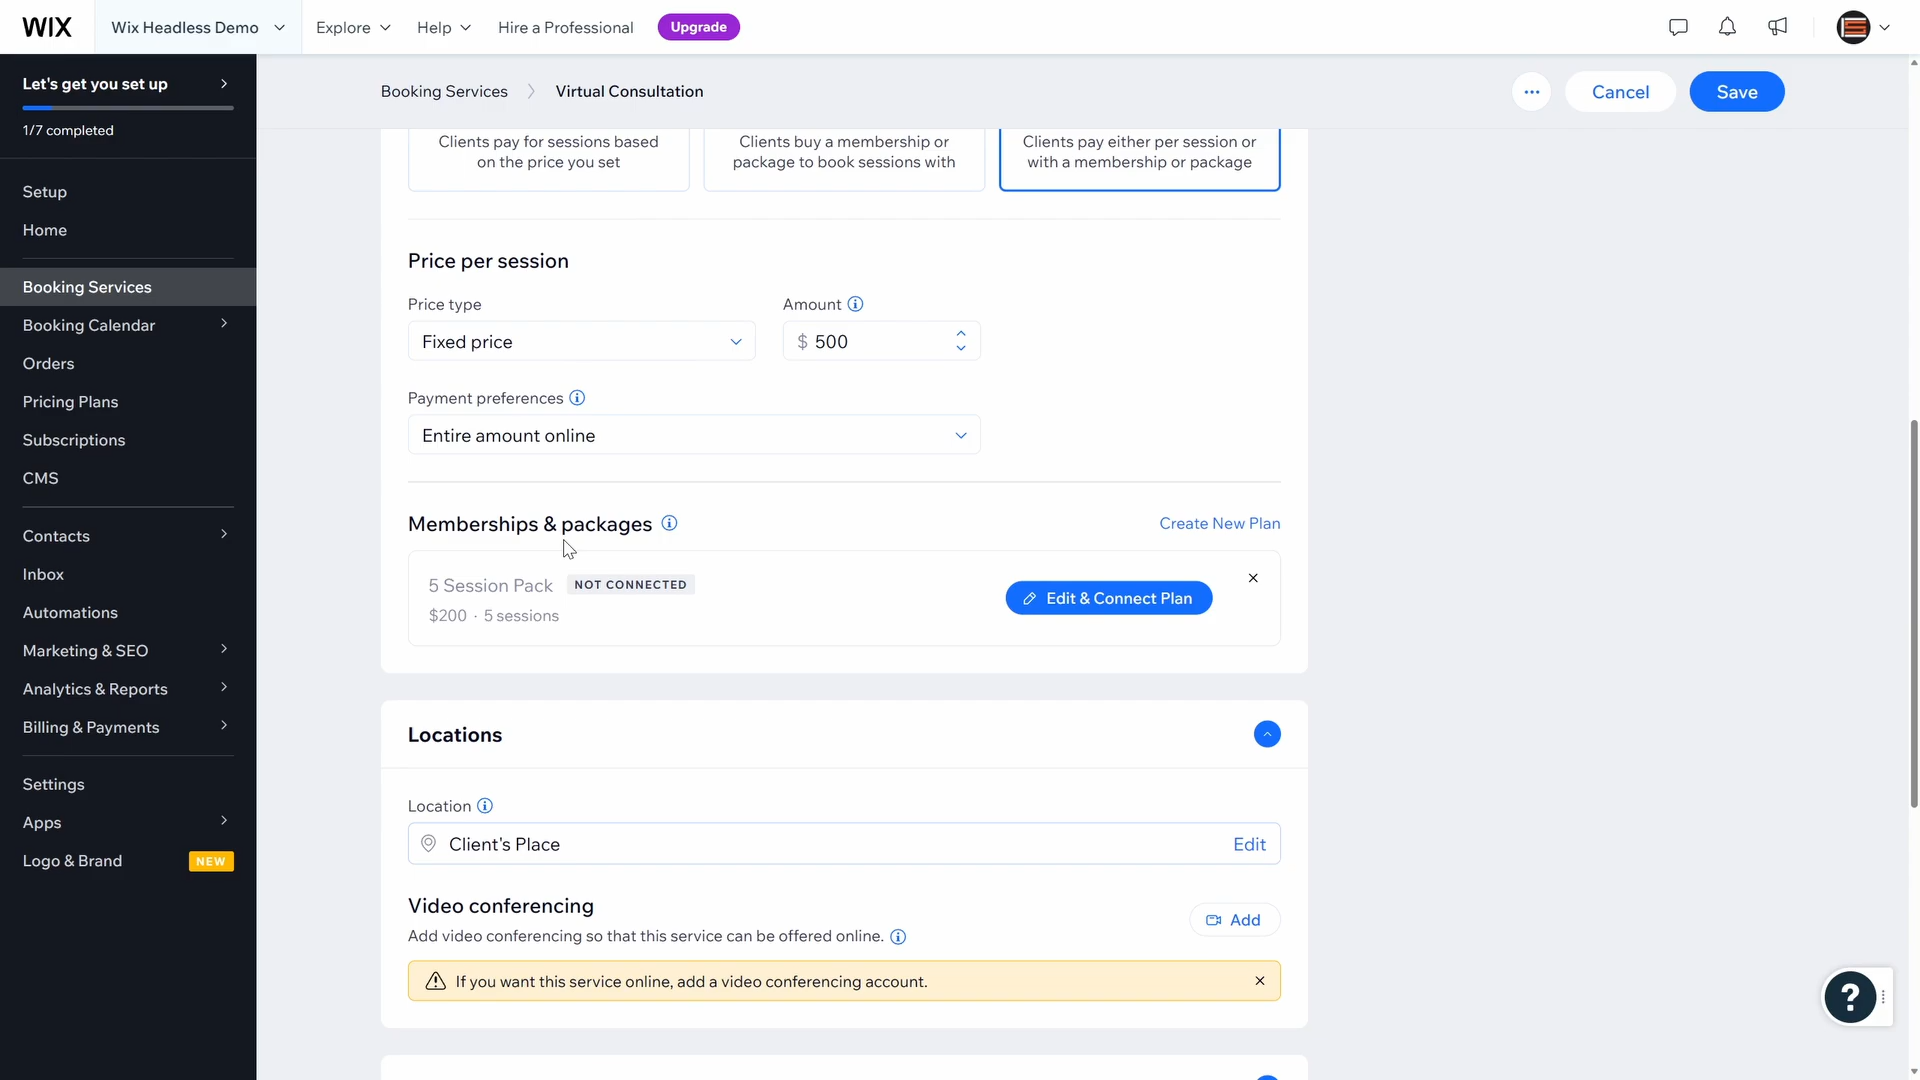 WIX
Wix Headless Demo
Explore
Help
Hire a Professional
Upgrade
Let's get you set up
1/7 completed
Setup
Home
Booking Services
Booking Calendar
Orders
Pricing Plans
Subscriptions
CMS
Contacts
Inbox
Automations
Marketing & SEO
Analytics & Reports
Billing & Payments
Settings
Apps
Logo & Brand
NEW
Booking Services
Virtual Consultation
Cancel
Save
Clients pay for sessions based
on the price you set
Clients buy a membership or
package to book sessions with
Clients pay either per session or
with a membership or package
Price per session
Price type
Amount
Fixed price
$ 500
Payment preferences
Entire amount online
Memberships & packages
Create New Plan
5 Session Pack
NOT CONNECTED
$200 · 5 sessions
Edit & Connect Plan
Locations
Location
Client's Place
Edit
Video conferencing
Add video conferencing so that this service can be offered online.
Add
If you want this service online, add a video conferencing account.
?